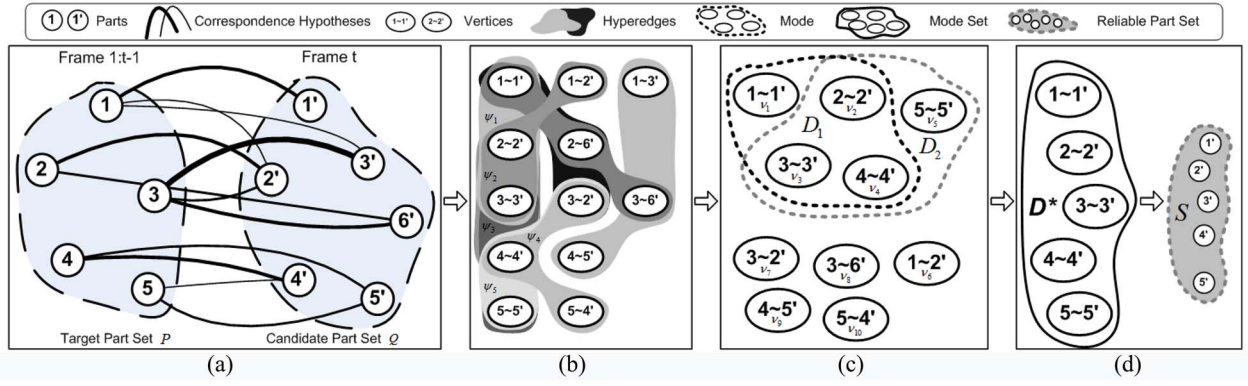 1 1' Parts Correspondence Hypotheses 1~1' 2~2' Vertices Hyperedges Mode Mode Set Reliable Part Set
Frame 1:t-1 Frame t
1 1'
2 3'
3 2'
6'
4 4'
5 5'
Target Part Set P Candidate Part Set Q
(a)
1~1' 1~2' 1~3'
ψ1
2~2' 2~6'
ψ2
3~3' 3~2' 3~6'
ψ3 ψ4
4~4' 4~5'
ψ5
5~5' 5~4'
(b)
1~1' ν1 2~2' ν2 5~5' ν5
D1 D2
3~3' ν3 4~4' ν4
3~2' ν7 3~6' ν8 1~2' ν6
4~5' ν9 5~4' ν10
(c)
1~1'
2~2'
D* 3~3'
4~4'
5~5'
1'
2'
S 3'
4'
5'
(d)